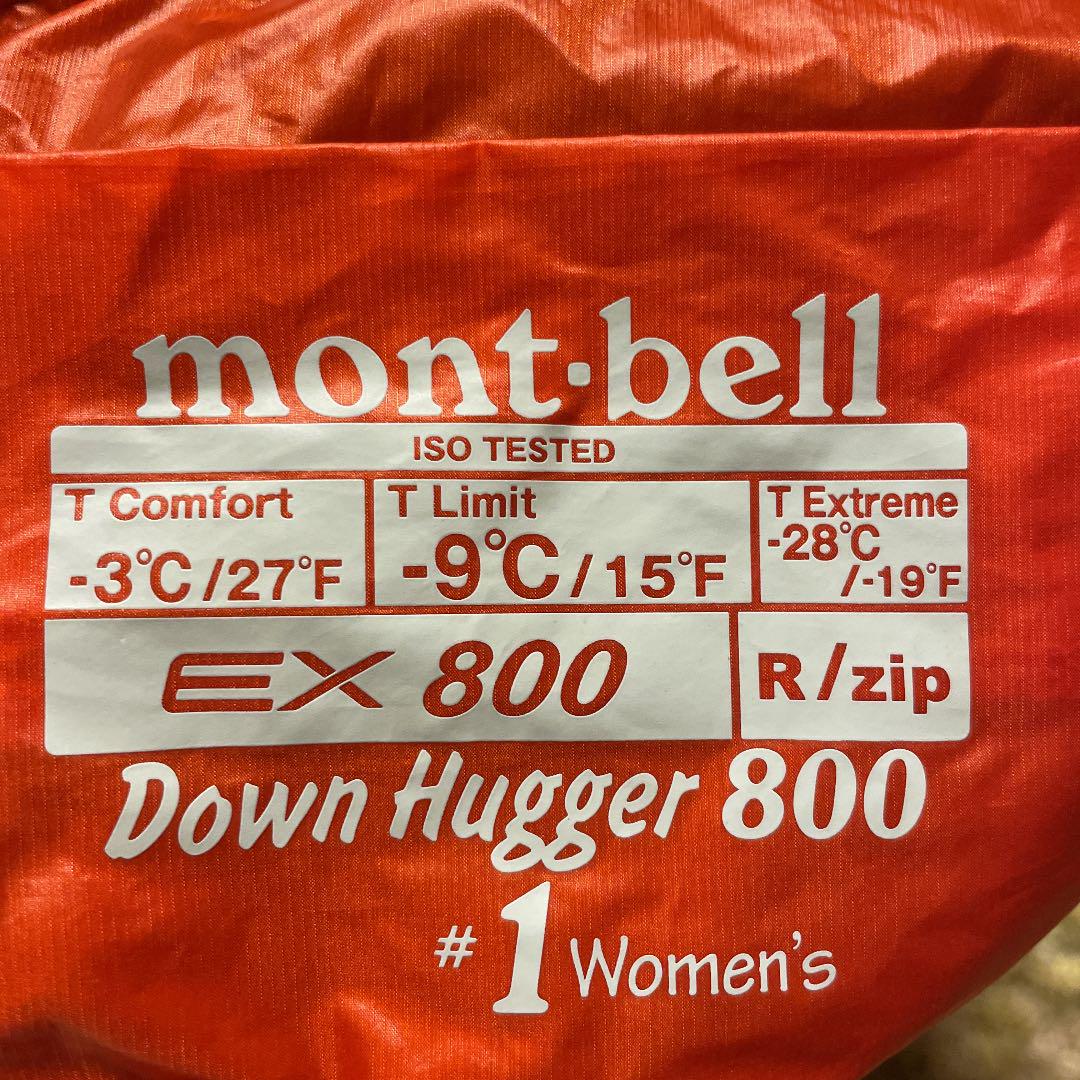 mont·bell
ISO TESTED
T Comfort
-3°C/27°F
T Limit
-9°C/15°F
T Extreme
-28°C
/-19°F
EX 800
R/zip
Down Hugger 800
#1 Women's